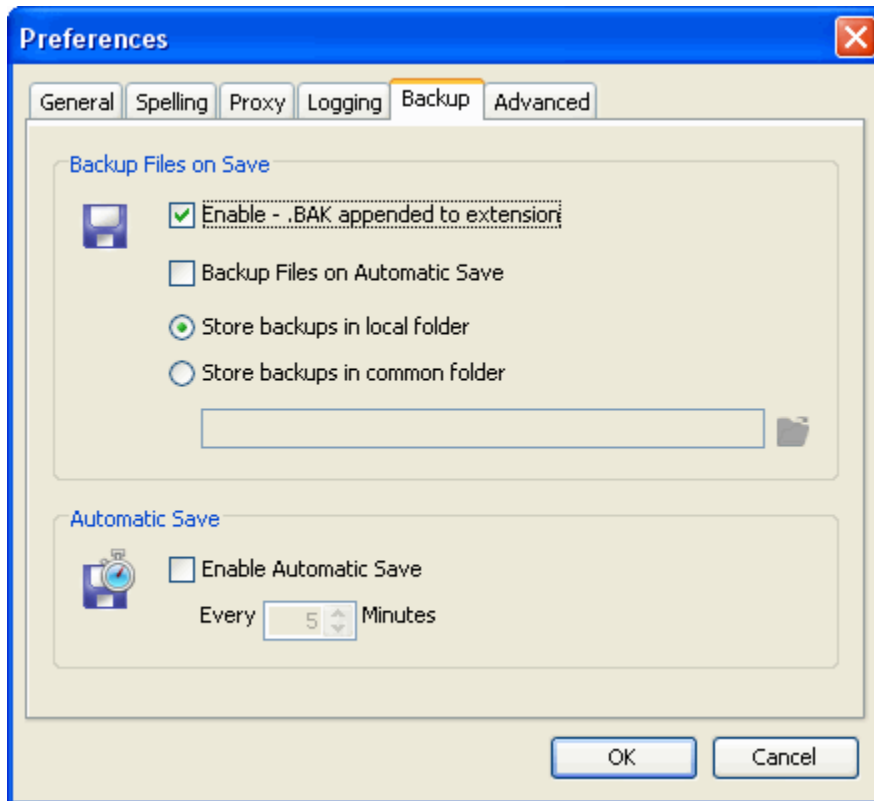 Preferences
General Spelling Proxy Logging Backup Advanced
Backup Files on Save
Enable - .BAK appended to extension
Backup Files on Automatic Save
Store backups in local folder
Store backups in common folder
Automatic Save
Enable Automatic Save
Every 5 Minutes
OK Cancel